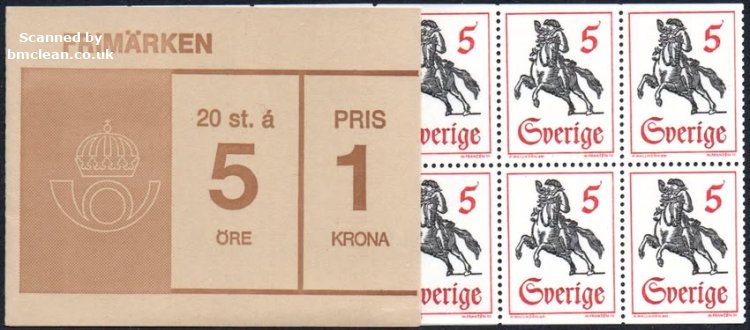 Scanned by
bmclean.co.uk
FRIMÄRKEN
20 st. á
5
ÖRE
PRIS
1
KRONA
5
Sverige
5
Sverige
5
Sverige
5
Sverige
5
Sverige
5
Sverige